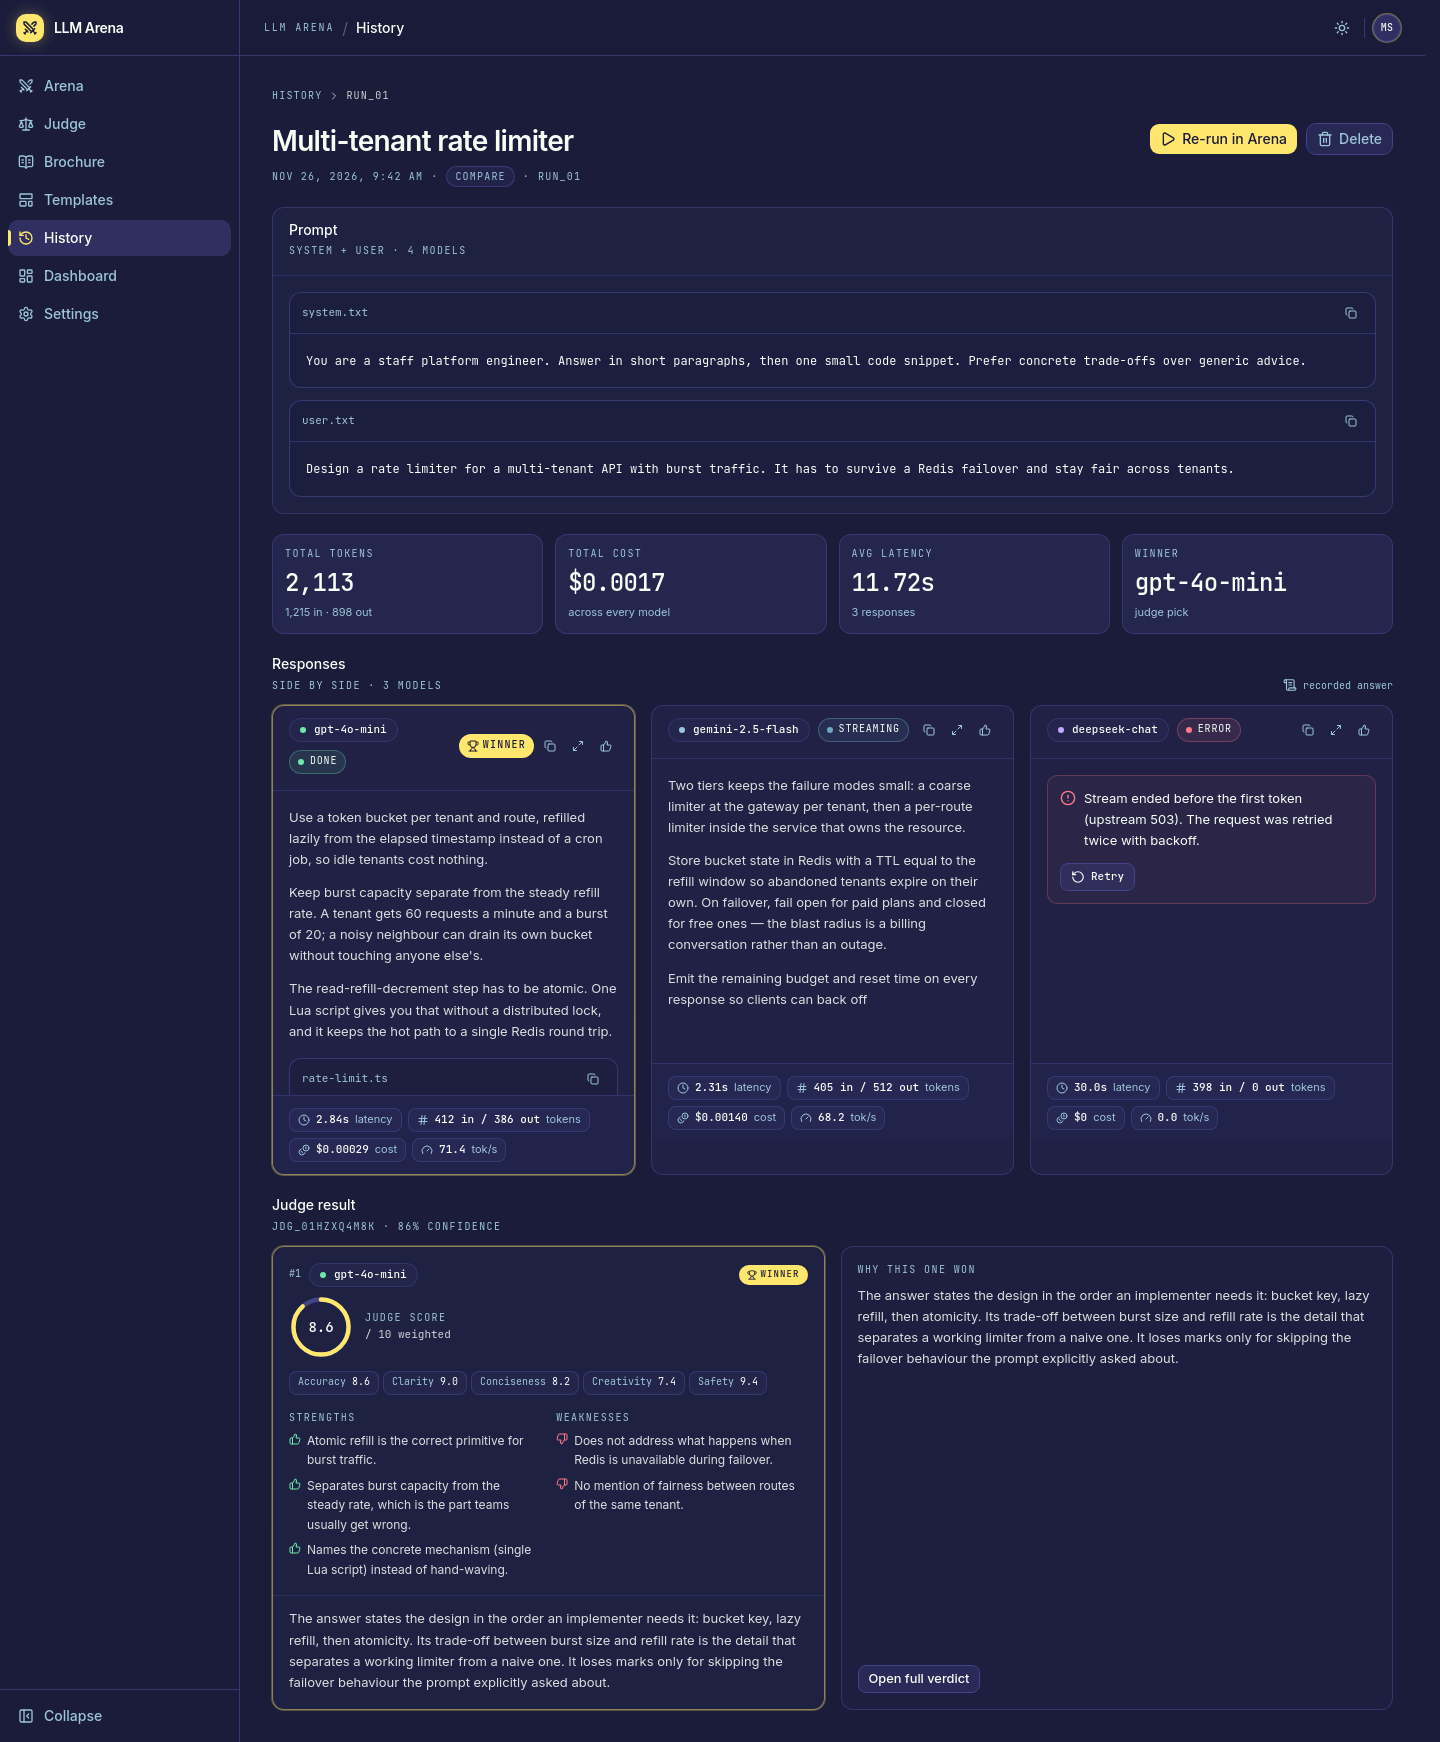 LLM Arena
LLM ARENA / History
MS
Arena
Judge
Brochure
Templates
History
Dashboard
Settings
Collapse
HISTORY > RUN_01
Multi-tenant rate limiter
Re-run in Arena
Delete
NOV 26, 2026, 9:42 AM · COMPARE · RUN_01
Prompt
SYSTEM + USER · 4 MODELS
system.txt
You are a staff platform engineer. Answer in short paragraphs, then one small code snippet. Prefer concrete trade-offs over generic advice.
user.txt
Design a rate limiter for a multi-tenant API with burst traffic. It has to survive a Redis failover and stay fair across tenants.
TOTAL TOKENS
2,113
1,215 in · 898 out
TOTAL COST
$0.0017
across every model
AVG LATENCY
11.72s
3 responses
WINNER
gpt-4o-mini
judge pick
Responses
SIDE BY SIDE · 3 MODELS
recorded answer
gpt-4o-mini
DONE
WINNER
Use a token bucket per tenant and route, refilled
lazily from the elapsed timestamp instead of a cron
job, so idle tenants cost nothing.
Keep burst capacity separate from the steady refill
rate. A tenant gets 60 requests a minute and a burst
of 20; a noisy neighbour can drain its own bucket
without touching anyone else's.
The read-refill-decrement step has to be atomic. One
Lua script gives you that without a distributed lock,
and it keeps the hot path to a single Redis round trip.
rate-limit.ts
2.84s latency
412 in / 386 out tokens
$0.00029 cost
71.4 tok/s
gemini-2.5-flash
STREAMING
Two tiers keeps the failure modes small: a coarse
limiter at the gateway per tenant, then a per-route
limiter inside the service that owns the resource.
Store bucket state in Redis with a TTL equal to the
refill window so abandoned tenants expire on their
own. On failover, fail open for paid plans and closed
for free ones — the blast radius is a billing
conversation rather than an outage.
Emit the remaining budget and reset time on every
response so clients can back off
2.31s latency
405 in / 512 out tokens
$0.00140 cost
68.2 tok/s
deepseek-chat
ERROR
Stream ended before the first token
(upstream 503). The request was retried
twice with backoff.
Retry
30.0s latency
398 in / 0 out tokens
$0 cost
0.0 tok/s
Judge result
JDG_01HZXQ4M8K · 86% CONFIDENCE
#1 gpt-4o-mini
WINNER
8.6
JUDGE SCORE
/ 10 weighted
Accuracy 8.6
Clarity 9.0
Conciseness 8.2
Creativity 7.4
Safety 9.4
STRENGTHS
Atomic refill is the correct primitive for
burst traffic.
Separates burst capacity from the
steady rate, which is the part teams
usually get wrong.
Names the concrete mechanism (single
Lua script) instead of hand-waving.
WEAKNESSES
Does not address what happens when
Redis is unavailable during failover.
No mention of fairness between routes
of the same tenant.
The answer states the design in the order an implementer needs it: bucket key, lazy
refill, then atomicity. Its trade-off between burst size and refill rate is the detail that
separates a working limiter from a naive one. It loses marks only for skipping the
failover behaviour the prompt explicitly asked about.
WHY THIS ONE WON
The answer states the design in the order an implementer needs it: bucket key, lazy
refill, then atomicity. Its trade-off between burst size and refill rate is the detail that
separates a working limiter from a naive one. It loses marks only for skipping the
failover behaviour the prompt explicitly asked about.
Open full verdict